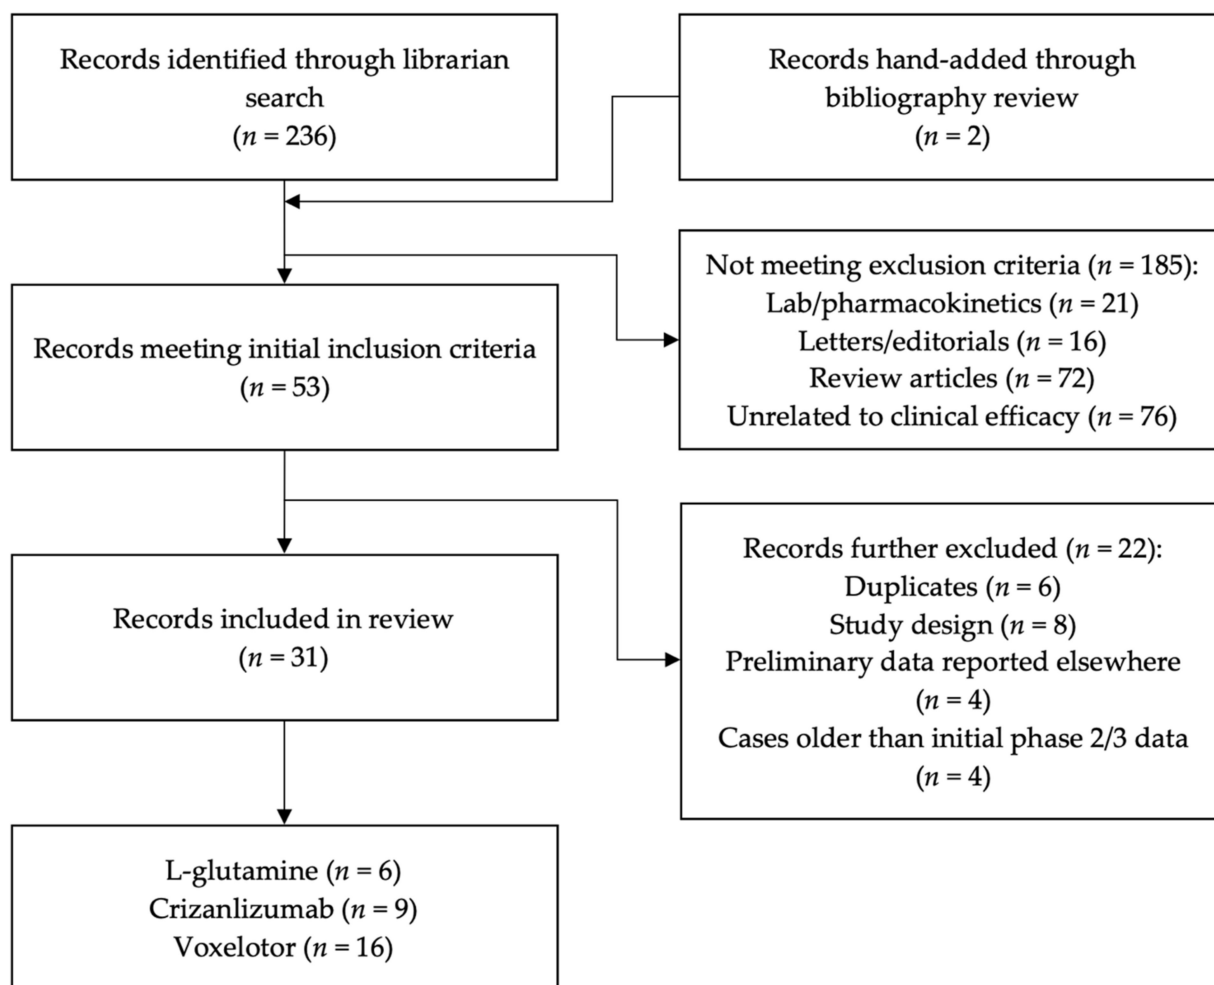 Records identified through librarian
search
(n = 236)
Records hand-added through
bibliography review
(n = 2)
Not meeting exclusion criteria (n = 185):
Lab/pharmacokinetics (n = 21)
Letters/editorials (n = 16)
Review articles (n = 72)
Unrelated to clinical efficacy (n = 76)
Records meeting initial inclusion criteria
(n = 53)
Records further excluded (n = 22):
Duplicates (n = 6)
Study design (n = 8)
Preliminary data reported elsewhere
(n = 4)
Cases older than initial phase 2/3 data
(n = 4)
Records included in review
(n = 31)
L-glutamine (n = 6)
Crizanlizumab (n = 9)
Voxelotor (n = 16)